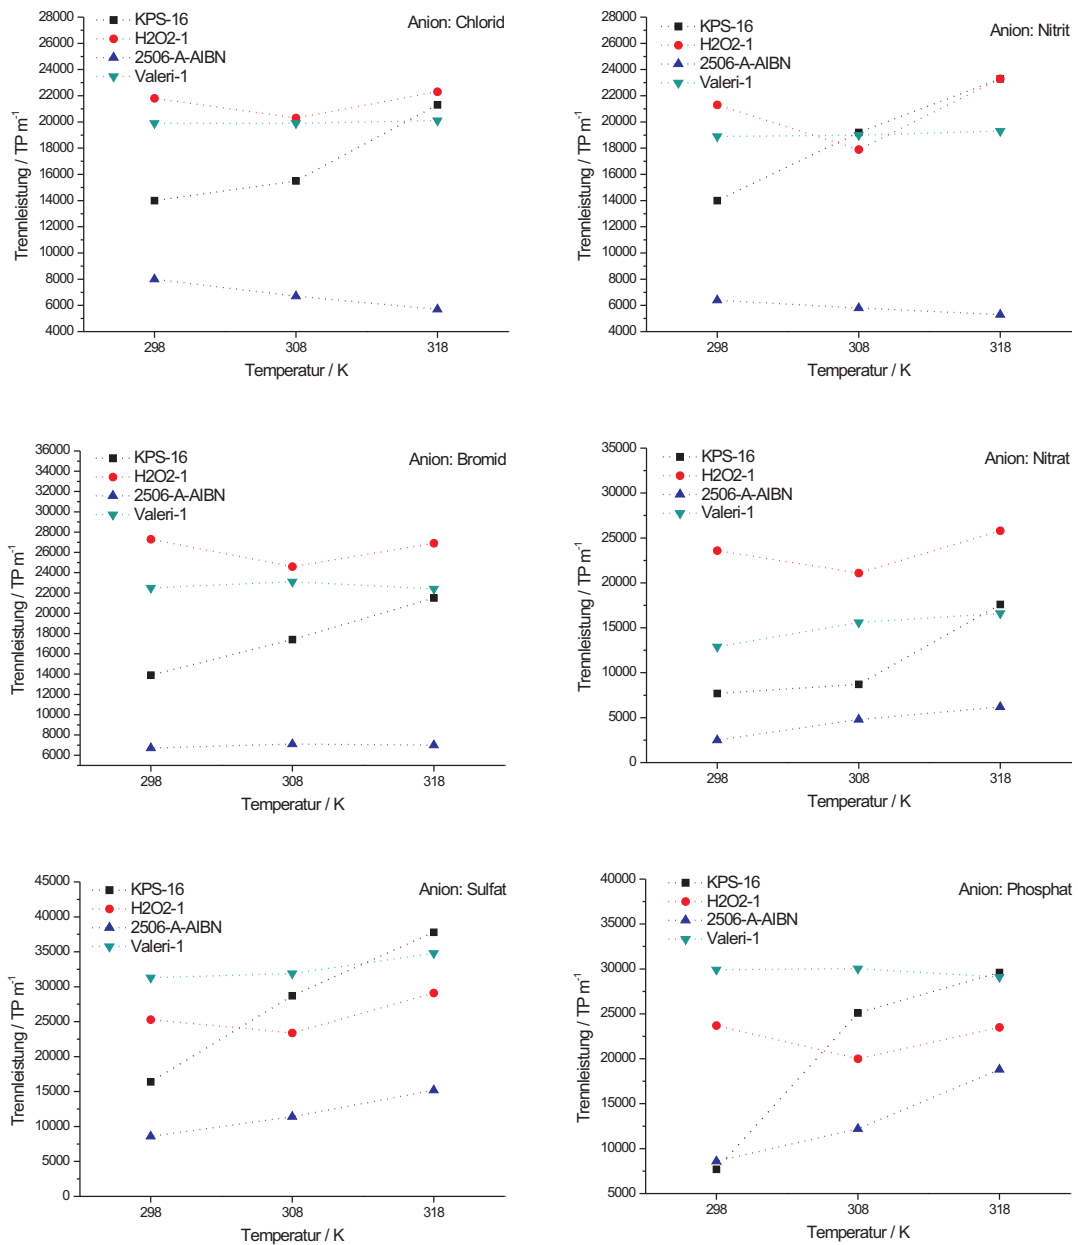 KPS-16
H2O2-1
2506-A-AIBN
Valeri-1
Anion: Chlorid
28000
26000
24000
22000
20000
18000
16000
14000
12000
10000
8000
6000
4000
Trennleistung / TP m-1
298
308
318
Temperatur / K
KPS-16
H2O2-1
2506-A-AIBN
Valeri-1
Anion: Nitrit
28000
26000
24000
22000
20000
18000
16000
14000
12000
10000
8000
6000
4000
Trennleistung / TP m-1
298
308
318
Temperatur / K
KPS-16
H2O2-1
2506-A-AIBN
Valeri-1
Anion: Bromid
36000
34000
32000
30000
28000
26000
24000
22000
20000
18000
16000
14000
12000
10000
8000
6000
Trennleistung / TP m-1
298
308
318
Temperatur / K
KPS-16
H2O2-1
2506-A-AIBN
Valeri-1
Anion: Nitrat
35000
30000
25000
20000
15000
10000
5000
0
Trennleistung / TP m-1
298
308
318
Temperatur / K
KPS-16
H2O2-1
2506-A-AIBN
Valeri-1
Anion: Sulfat
45000
40000
35000
30000
25000
20000
15000
10000
5000
0
Trennleistung / TP m-1
298
308
318
Temperatur / K
KPS-16
H2O2-1
2506-A-AIBN
Valeri-1
Anion: Phosphat
40000
35000
30000
25000
20000
15000
10000
5000
Trennleistung / TP m-1
298
308
318
Temperatur / K